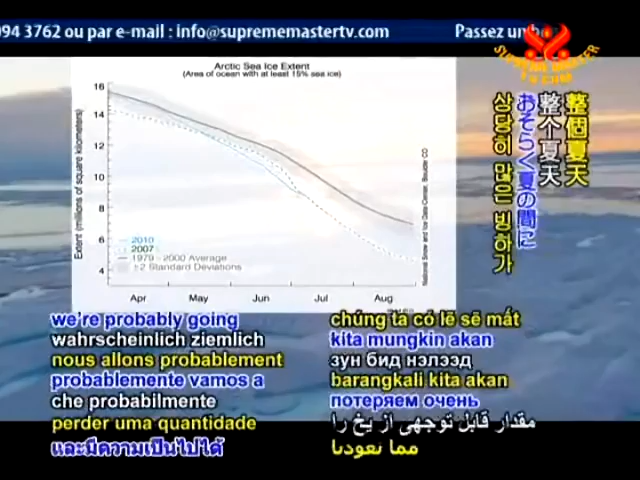 094 3762 ou par e-mail : info@suprememastertv.com
Passez un
SUPREME MASTER
TV.COM
Arctic Sea Ice Extent
(Area of ocean with at least 15% sea ice)
Extent (millions of square kilometers)
16
14
12
10
8
6
4
2010
2007
1979 - 2000 Average
±2 Standard Deviations
Apr
May
Jun
Jul
Aug
National Snow and Ice Data Center, Boulder CO
整個夏天
整个夏天
おそらく夏の間に
상당히 많은 빙하가
we're probably going
wahrscheinlich ziemlich
nous allons probablement
probablemente vamos a
che probabilmente
perder uma quantidade
และมีความเป็นไปได้
chúng ta có lẽ sẽ mất
kita mungkin akan
зун бид нэлээд
barangkali kita akan
потеряем очень
مقدار قابل توجهی از یخ را
مما تعودنا